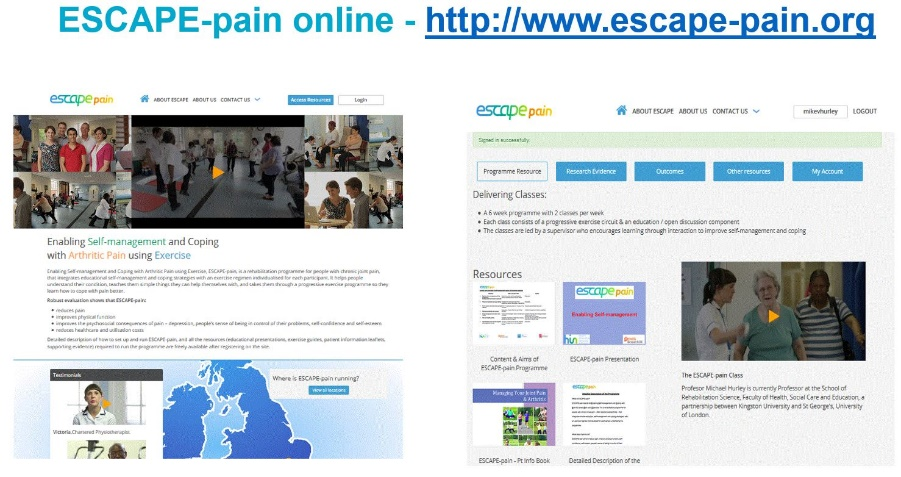 ESCAPE-pain online - http://www.escape-pain.org
escape pain
ABOUT ESCAPE ABOUT US CONTACT US
Access Resources
Login
Enabling Self-management and Coping
with Arthritic Pain using Exercise
Enabling Self-management and Coping with Arthritic Pain using Exercise, ESCAPE-pain, is a rehabilitation programme for people with chronic joint pain,
that integrates educational self-management and coping strategies with an exercise regimen individualised for each participant. It helps people
understand their condition, teaches them simple things they can help themselves with, and takes them through a progressive exercise programme so they
learn how to cope with pain better.
Robust evaluation shows that ESCAPE-pain:
reduces pain
improves physical function
improves the psychosocial consequences of pain – depression, people's sense of being in control of their problems, self-confidence and self-esteem
reduces healthcare and utilisation costs
Detailed description of how to set up and run ESCAPE pain, and all the resources (educational presentations, exercise guides, patient information leaflets,
supporting evidence) required to run the programme are freely available after registering on the site.
Testimonials
Victoria, Chartered Physiotherapist.
Where is ESCAPE-pain running?
View all locations
escape pain
ABOUT ESCAPE ABOUT US CONTACT US
mikevhurley
LOGOUT
Signed in successfully.
Programme Resource
Research Evidence
Outcomes
Other resources
My Account
Delivering Classes:
A 6 week programme with 2 classes per week
Each class consists of a progressive exercise circuit & an education / open discussion component
The classes are led by a supervisor who encourages learning through interaction to improve self-management and coping
Resources
escape pain
Enabling Self-management
Content & Aims of
ESCAPE-pain Programme
ESCAPE-pain Presentation
Managing Your Joint Pain
& Arthritis
ESCAPE-pain - Pt Info Book
Detailed Description of the
The ESCAPE-pain Class
Professor Michael Hurley is currently Professor at the School of
Rehabilitation Science, Faculty of Health, Social Care and Education, a
partnership between Kingston University and St George's, University
of London.